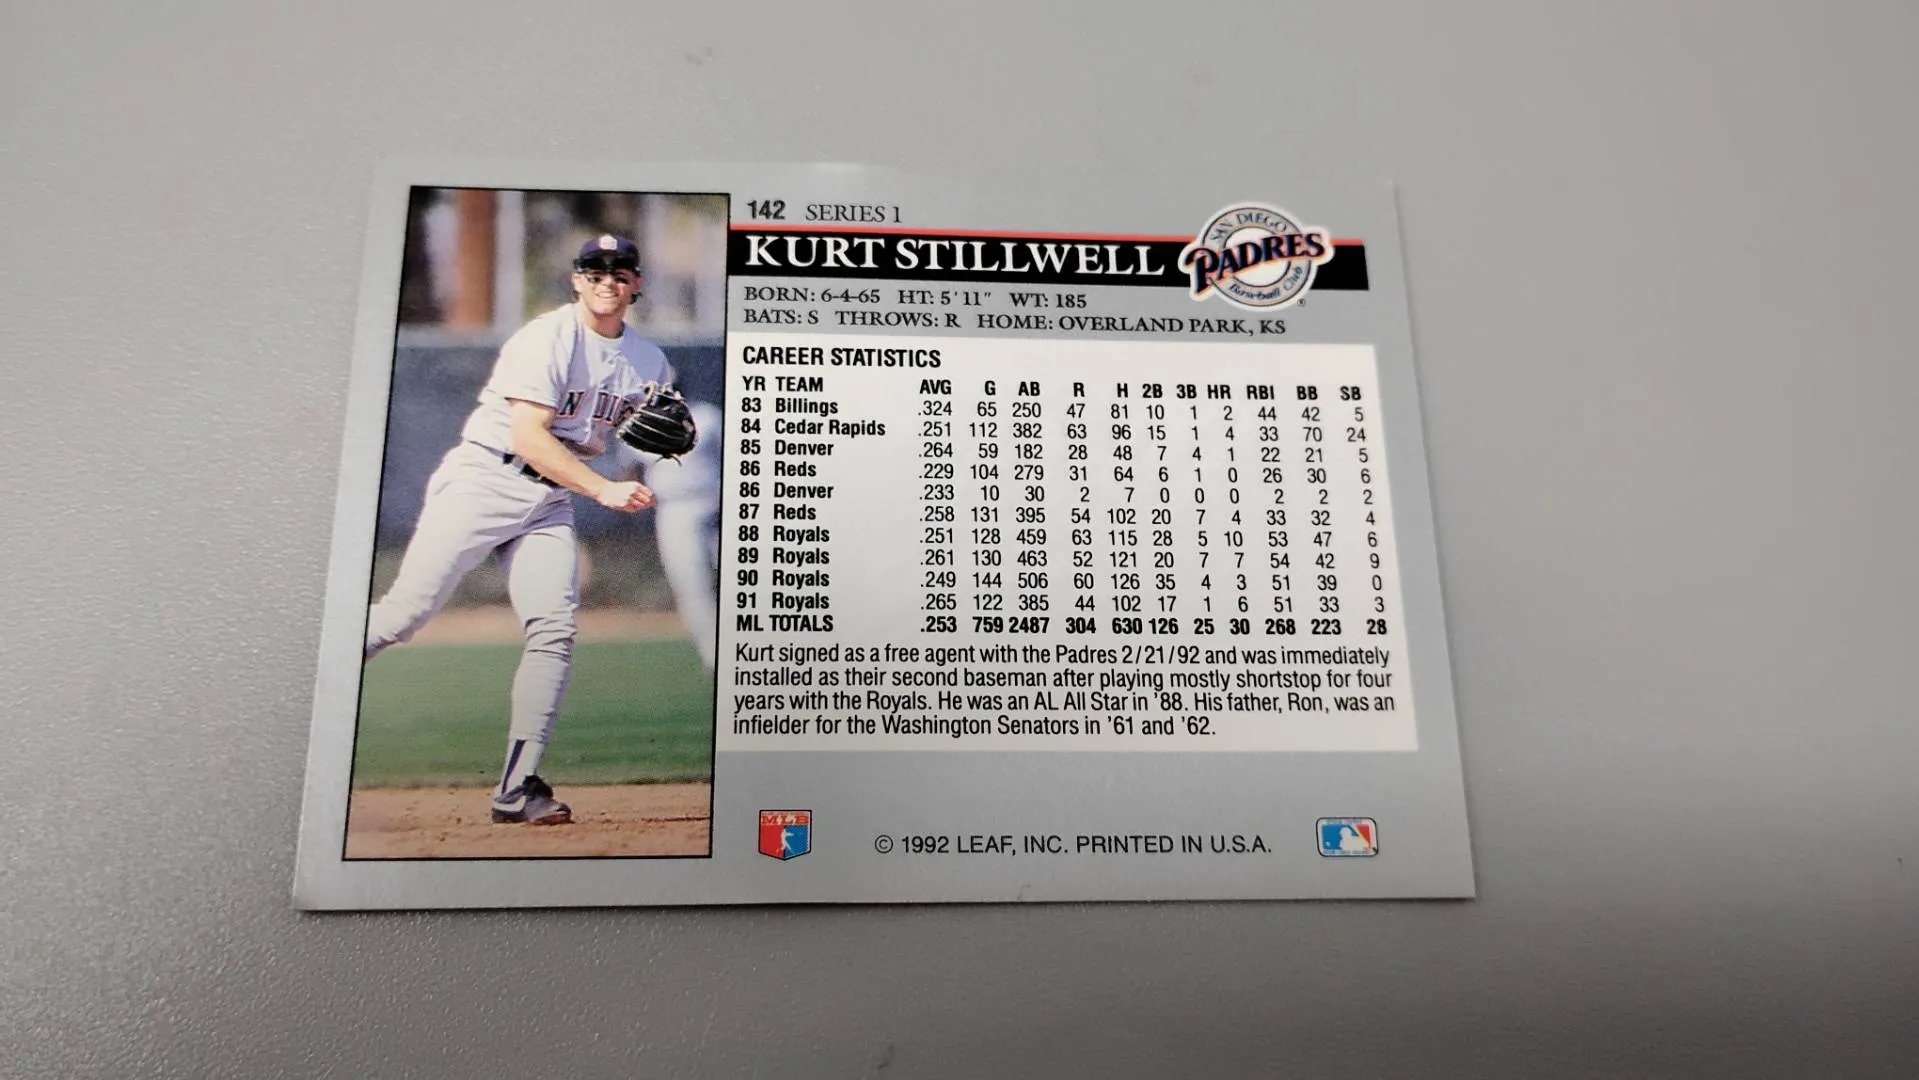 142 SERIES 1
KURT STILLWELL
SAN DIEGO
PADRES
Baseball Club
®
BORN: 6-4-65 HT: 5'11" WT: 185
BATS: S THROWS: R HOME: OVERLAND PARK, KS
CAREER STATISTICS
YR TEAM AVG G AB R H 2B 3B HR RBI BB SB
83 Billings .324 65 250 47 81 10 1 2 44 42 5
84 Cedar Rapids .251 112 382 63 96 15 1 4 33 70 24
85 Denver .264 59 182 28 48 7 4 1 22 21 5
86 Reds .229 104 279 31 64 6 1 0 26 30 6
86 Denver .233 10 30 2 7 0 0 0 2 2 2
87 Reds .258 131 395 54 102 20 7 4 33 32 4
88 Royals .251 128 459 63 115 28 5 10 53 47 6
89 Royals .261 130 463 52 121 20 7 7 54 42 9
90 Royals .249 144 506 60 126 35 4 3 51 39 0
91 Royals .265 122 385 44 102 17 1 6 51 33 3
ML TOTALS .253 759 2487 304 630 126 25 30 268 223 28
Kurt signed as a free agent with the Padres 2/21/92 and was immediately
installed as their second baseman after playing mostly shortstop for four
years with the Royals. He was an AL All Star in '88. His father, Ron, was an
infielder for the Washington Senators in '61 and '62.
MLB
© 1992 LEAF, INC. PRINTED IN U.S.A.
N DIE